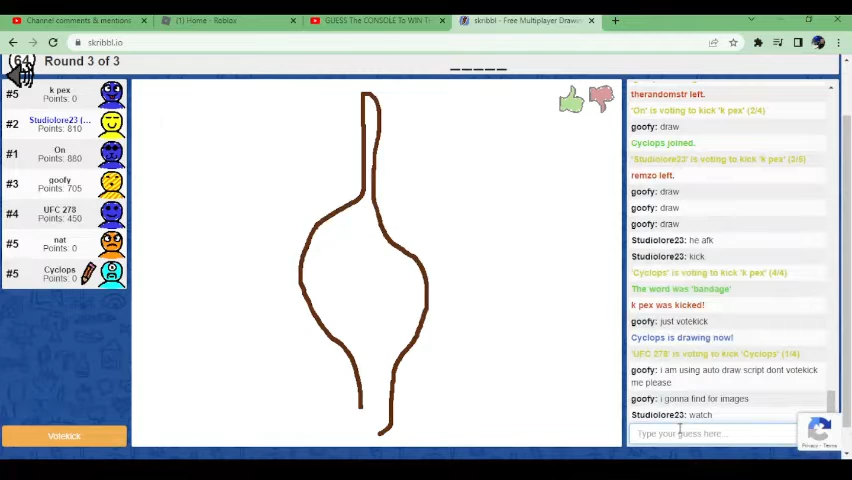 Channel comments & mentions
(1) Home - Roblox
GUESS The CONSOLE To WIN Th
skribbl - Free Multiplayer Drawi
skribbl.io
(64) Round 3 of 3
_____
#5 k pex
Points: 0
#2 Studiolore23 (...
Points: 810
#1 On
Points: 880
#3 goofy
Points: 705
#4 UFC 278
Points: 450
#5 nat
Points: 0
#5 Cyclops
Points: 0
Votekick
therandomstr left.
'On' is voting to kick 'k pex' (2/4)
goofy: draw
Cyclops joined.
'Studiolore23' is voting to kick 'k pex' (3/5)
remzo left.
goofy: draw
goofy: draw
goofy: draw
Studiolore23: he afk
Studiolore23: kick
'Cyclops' is voting to kick 'k pex' (4/4)
The word was 'bandage'
k pex was kicked!
goofy: just votekick
Cyclops is drawing now!
'UFC 278' is voting to kick 'Cyclops' (1/4)
goofy: i am using auto draw script dont votekick
me please
goofy: i gonna find for images
Studiolore23: watch
Type your guess here...
Privacy - Terms